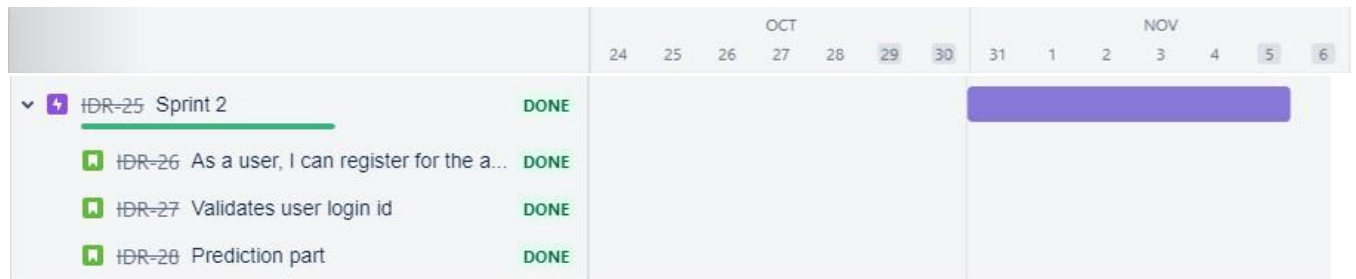 OCT NOV
24 25 26 27 28 29 30 31 1 2 3 4 5 6
IDR-25 Sprint 2 DONE
IDR-26 As a user, I can register for the a... DONE
IDR-27 Validates user login id DONE
IDR-28 Prediction part DONE